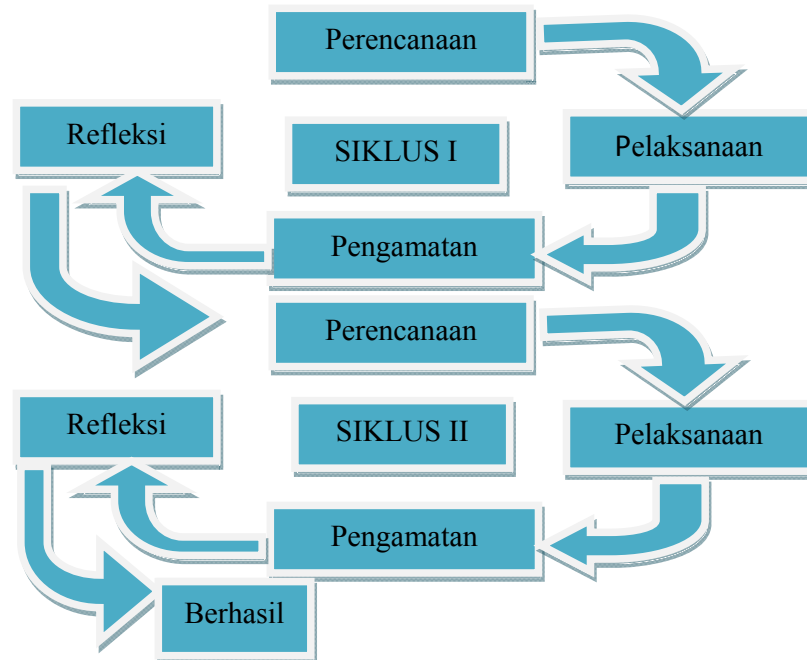 Perencanaan
Refleksi
SIKLUS I
Pelaksanaan
Pengamatan
Perencanaan
Refleksi
SIKLUS II
Pelaksanaan
Pengamatan
Berhasil